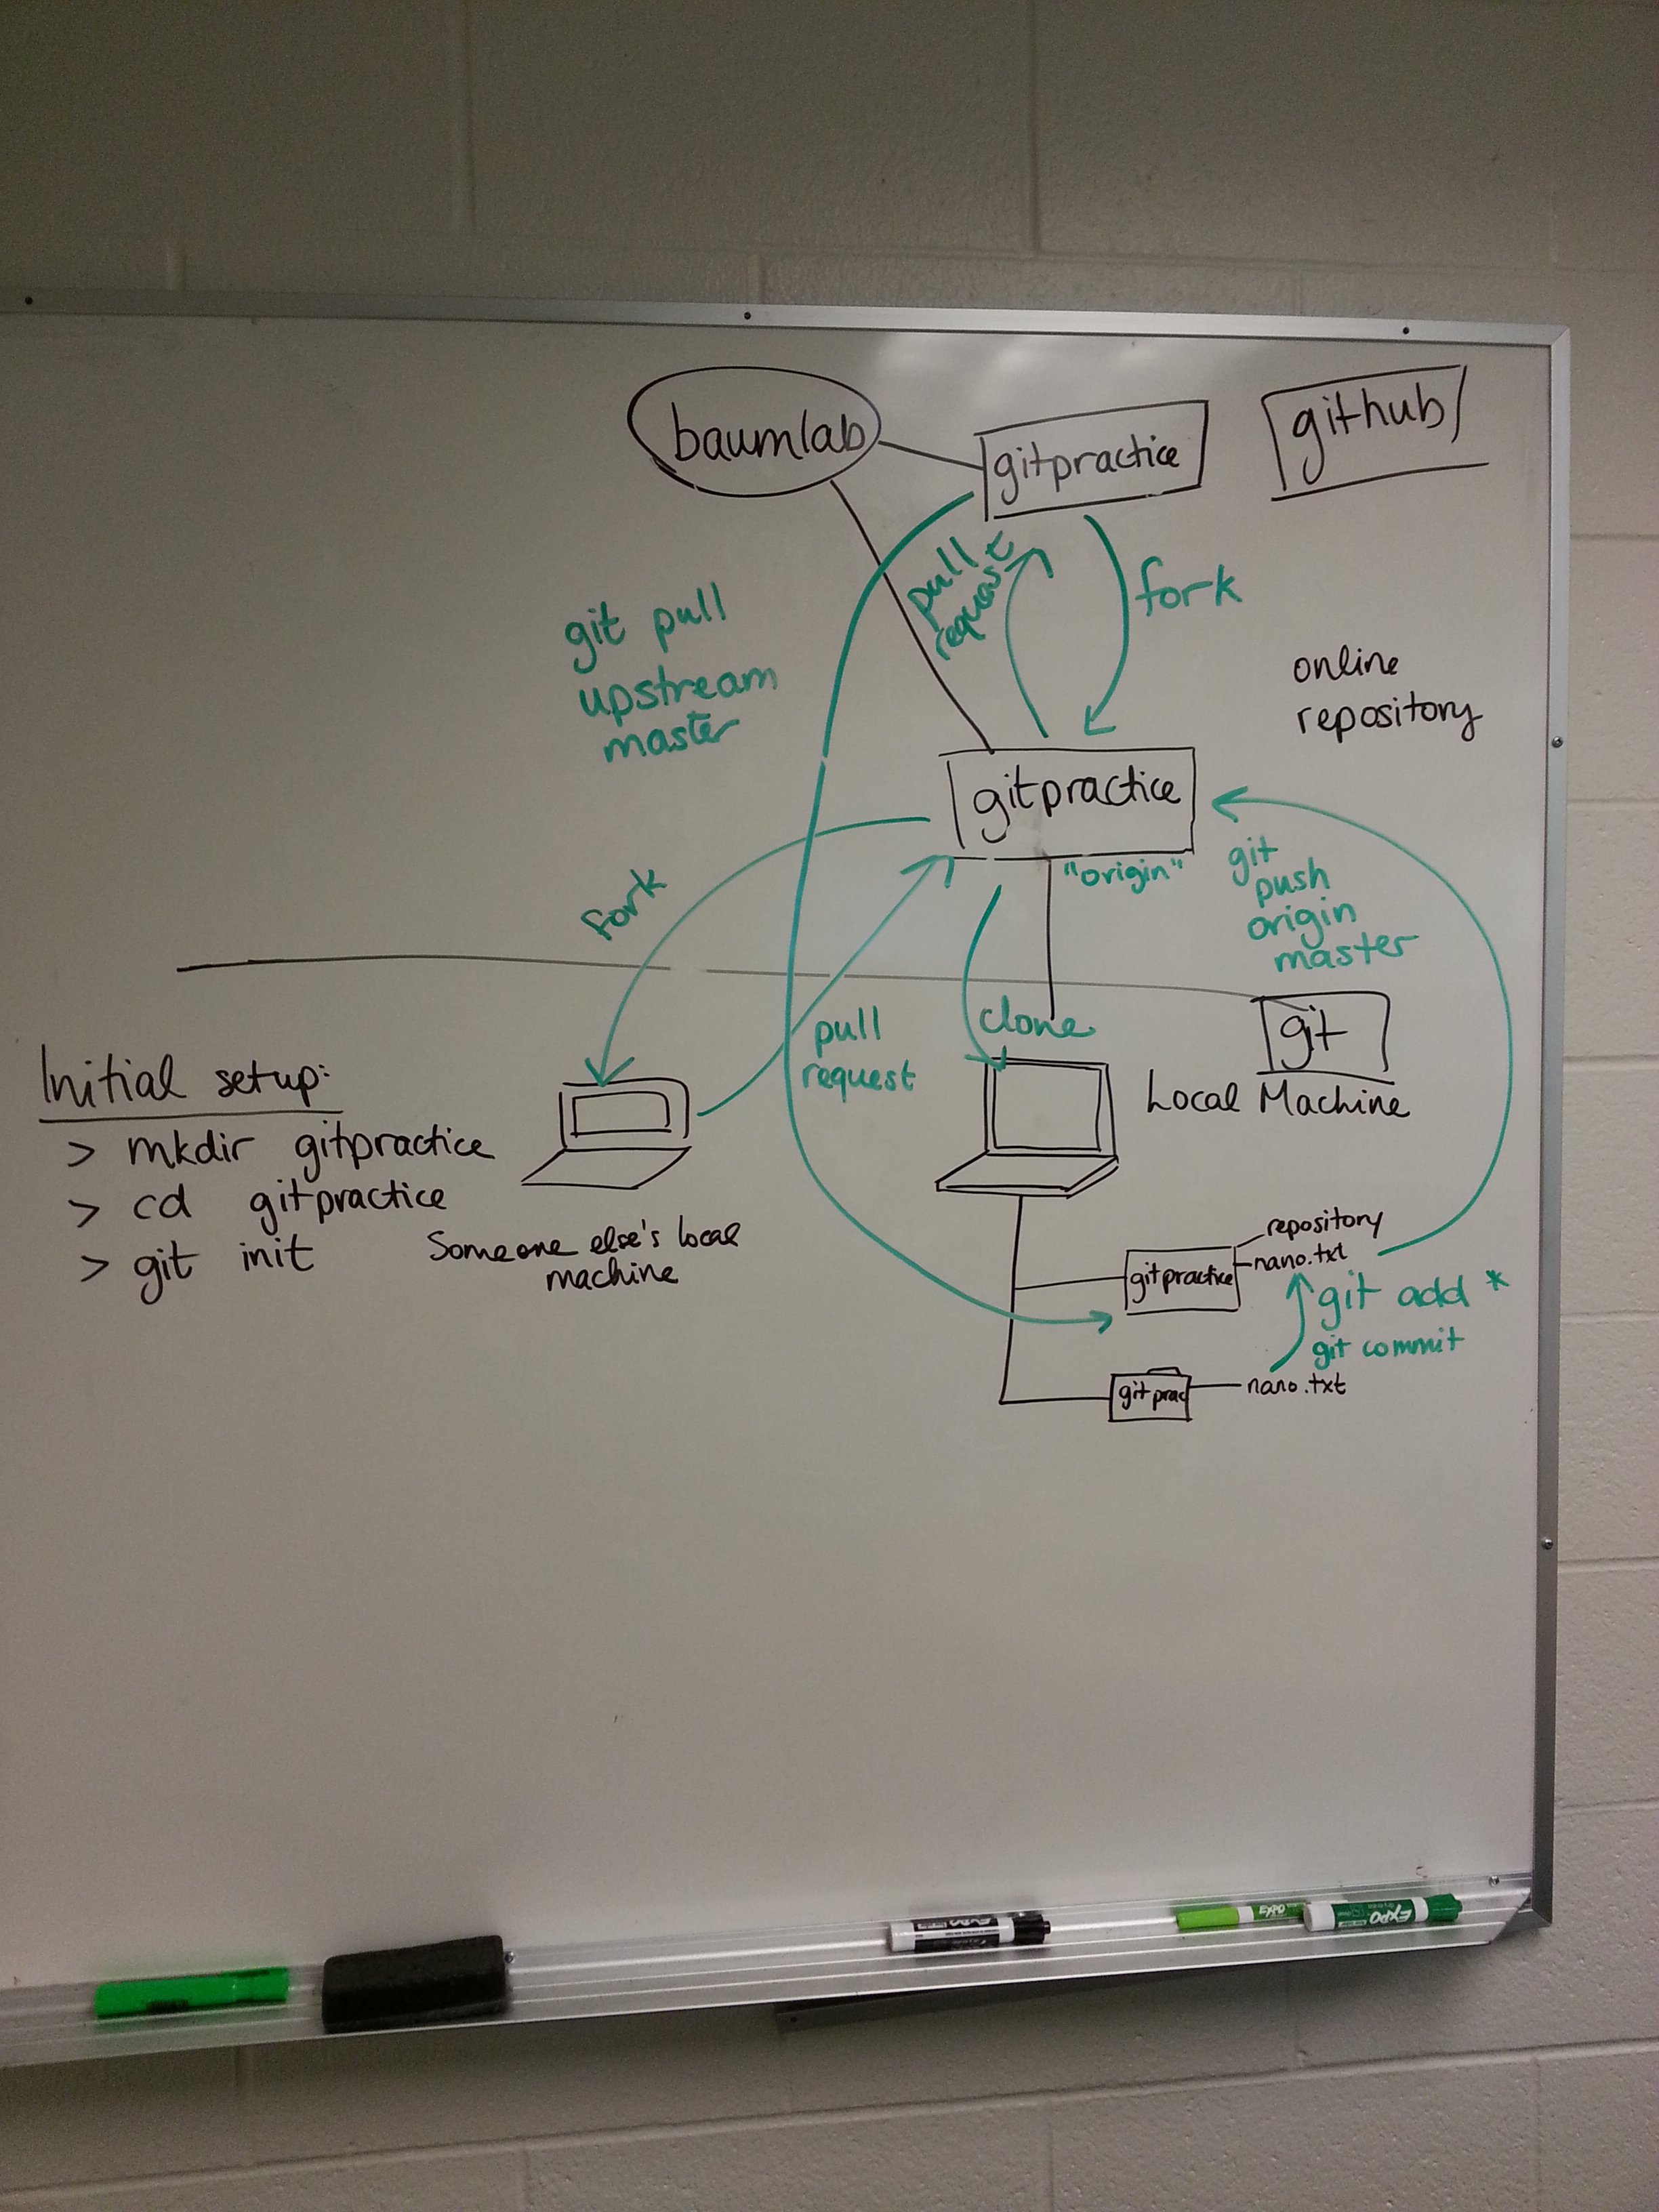 baumlab
gitpractice
github
pull
request
fork
git pull
upstream
master
online
repository
gitpractice
"origin"
git
push
origin
master
fork
clone
git
pull
request
Local Machine
Initial setup:
> mkdir gitpractice
> cd gitpractice
> git init
Someone else's local
machine
repository
gitpractice
nano.txt
git add *
git commit
gitprac
nano.txt
EXPO
EXPO
EXPO